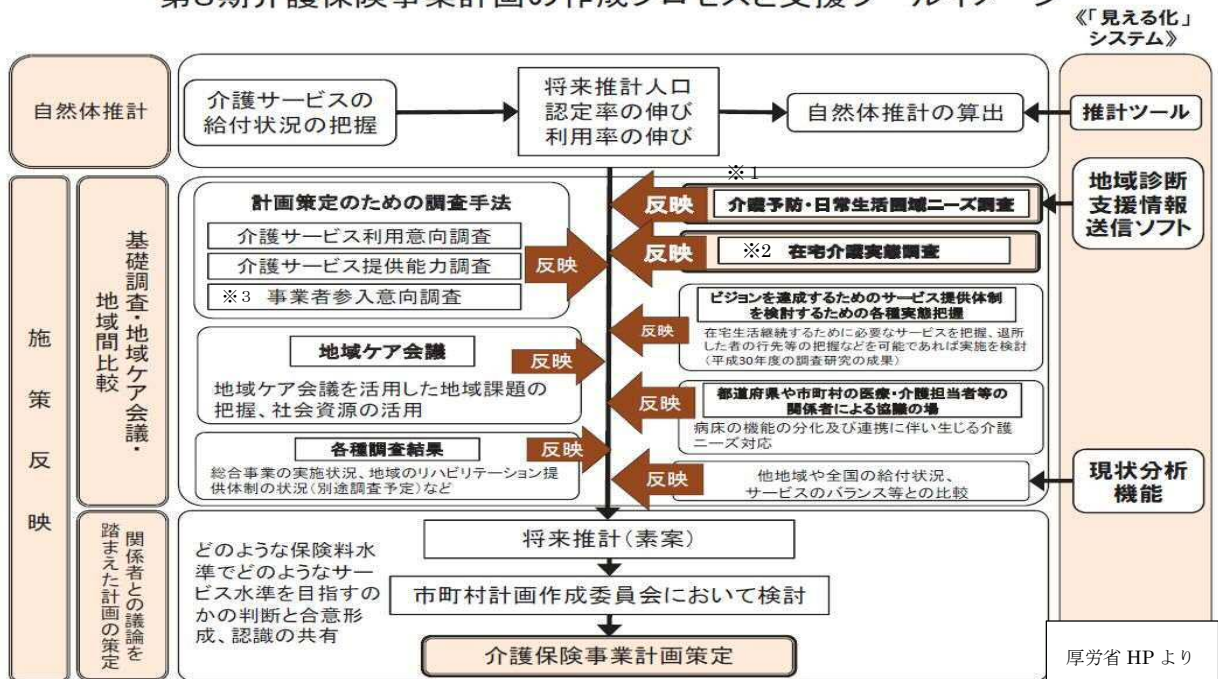 《「見える化」
システム》
自然体推計
介護サービスの
給付状況の把握
将来推計人口
認定率の伸び
利用率の伸び
自然体推計の算出
推計ツール
施策反映
基礎調査・地域ケア会議・
地域間比較
計画策定のための調査手法
介護サービス利用意向調査
介護サービス提供能力調査
※3 事業者参入意向調査
反映
※1
反映
介護予防・日常生活圏域ニーズ調査
反映
※2 在宅介護実態調査
地域診断
支援情報
送信ソフト
反映
ビジョンを達成するためのサービス提供体制
を検討するための各種実態把握
在宅生活継続するために必要なサービスを把握、退所
した者の行先等の把握などを可能であれば実施を検討
(平成30年度の調査研究の成果)
地域ケア会議
反映
地域ケア会議を活用した地域課題の
把握、社会資源の活用
反映
都道府県や市町村の医療・介護担当者等の
関係者による協議の場
病床の機能の分化及び連携に伴い生じる介護
ニーズ対応
各種調査結果
反映
総合事業の実施状況、地域のリハビリテーション提
供体制の状況(別途調査予定)など
反映
他地域や全国の給付状況、
サービスのバランス等との比較
現状分析
機能
関係者との議論を
踏まえた計画の策定
どのような保険料水
準でどのようなサー
ビス水準を目指すの
かの判断と合意形
成、認識の共有
将来推計(素案)
市町村計画作成委員会において検討
介護保険事業計画策定
厚労省 HP より